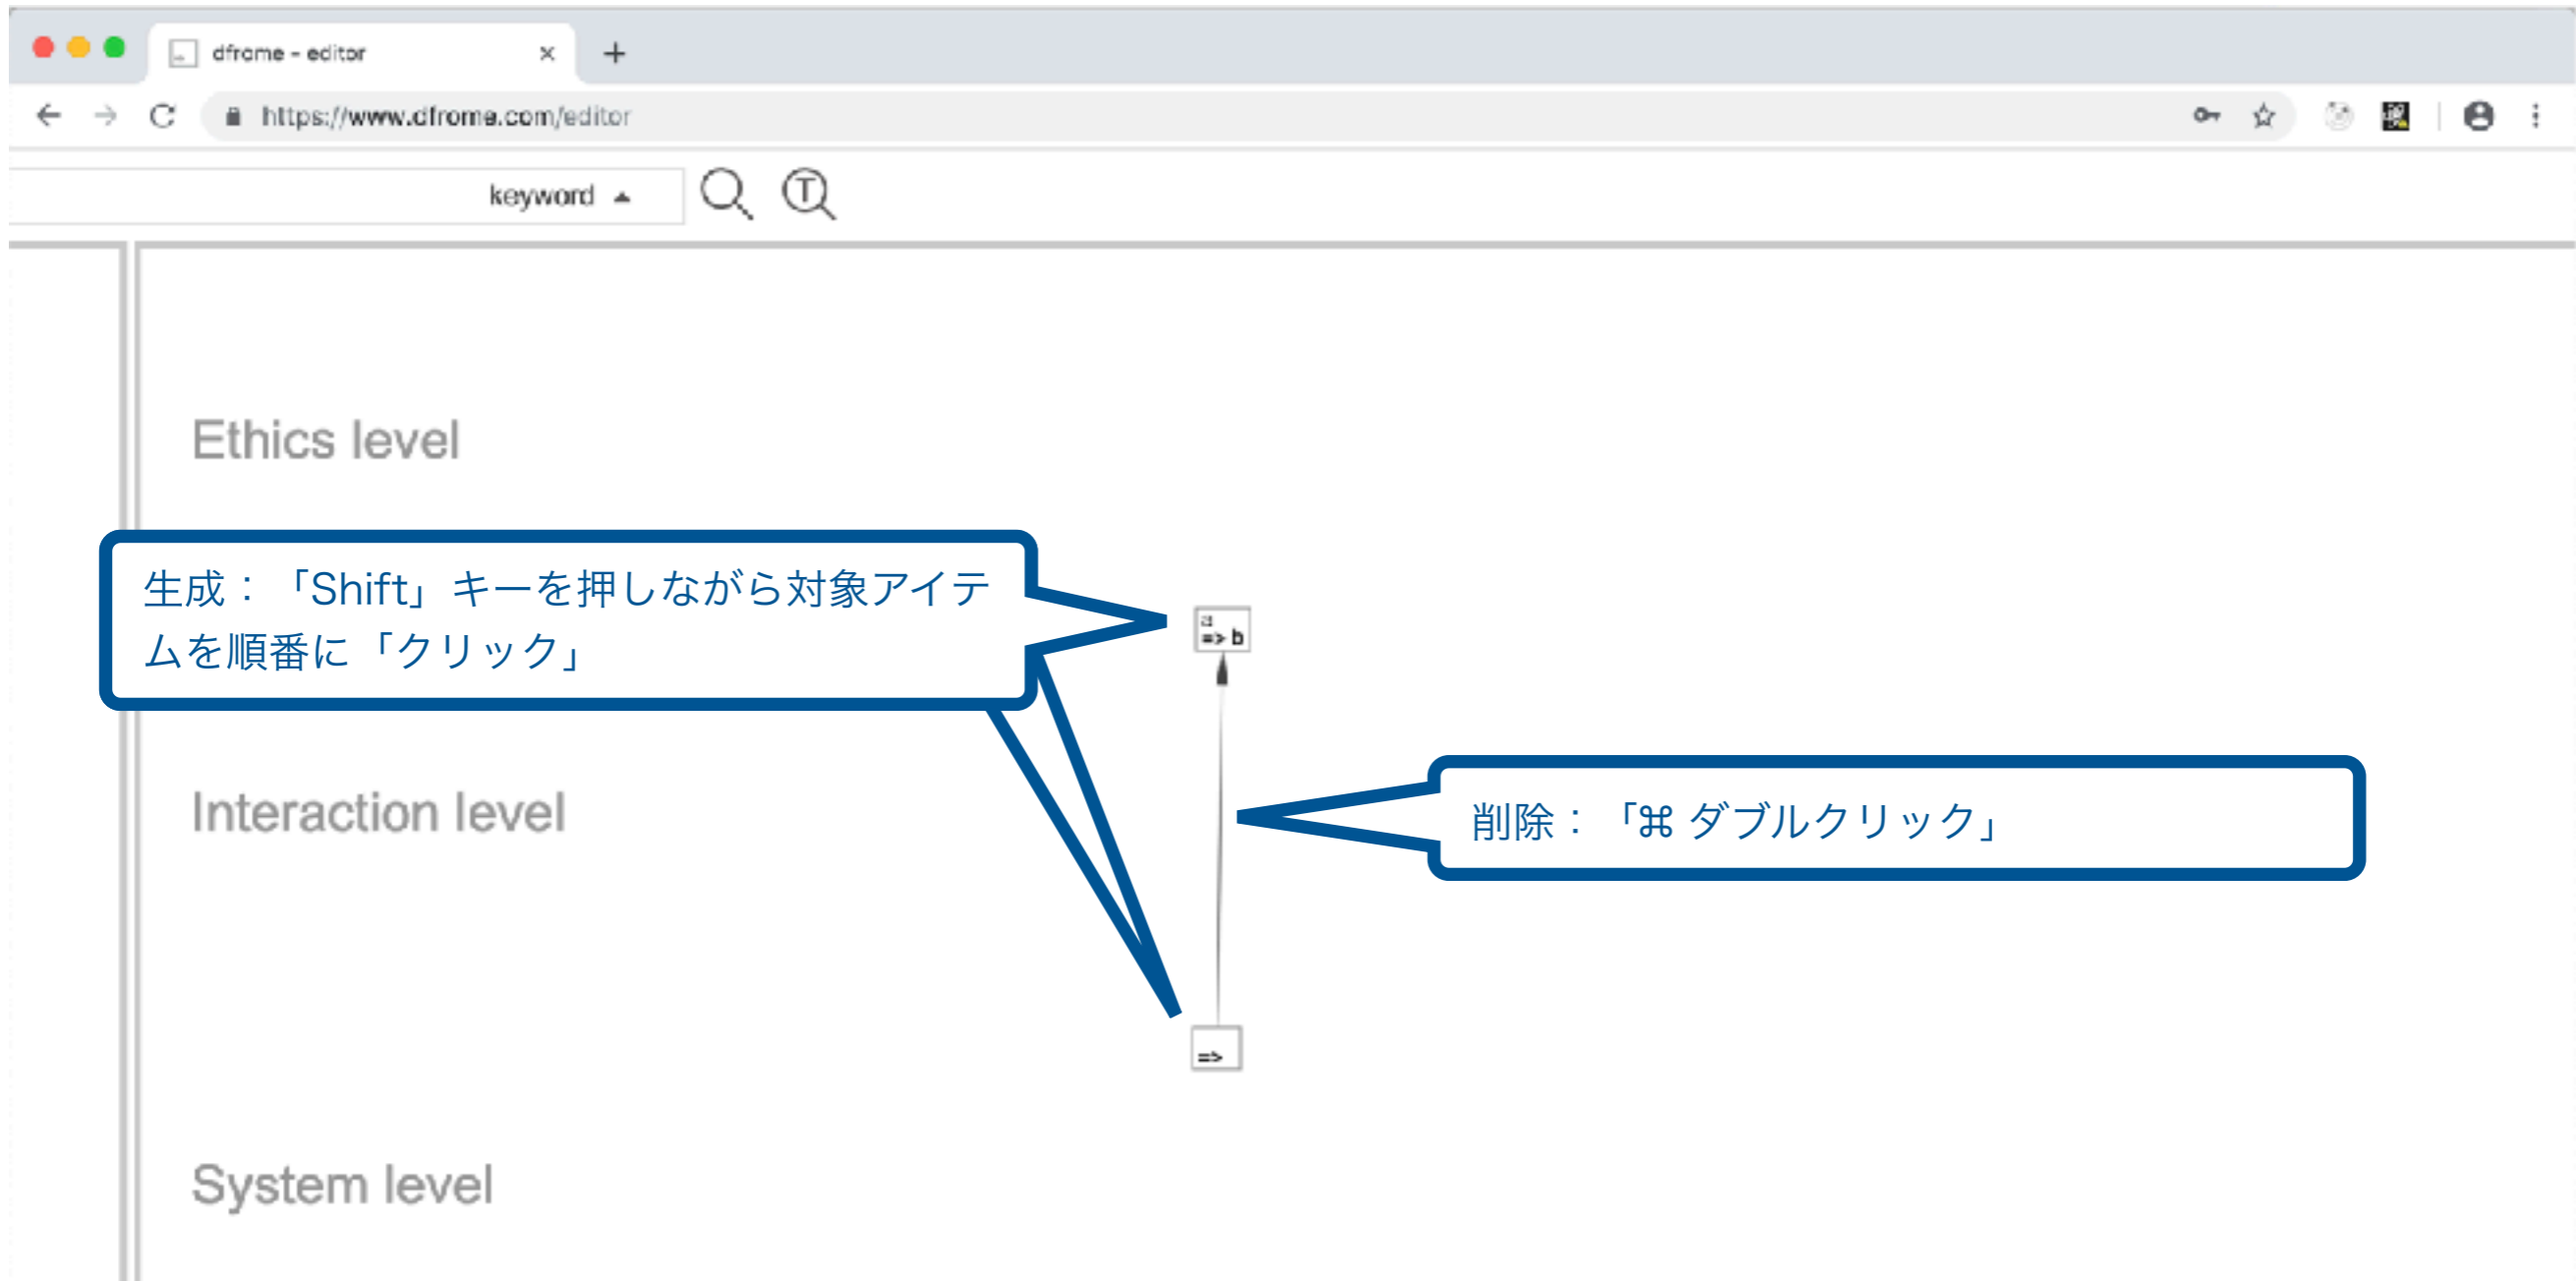 dfrome - editor
https://www.dfrome.com/editor
keyword
T
Ethics level
生成：「Shift」キーを押しながら対象アイテ
ムを順番に「クリック」
a
=> b
Interaction level
削除：「⌘ ダブルクリック」
=>
System level